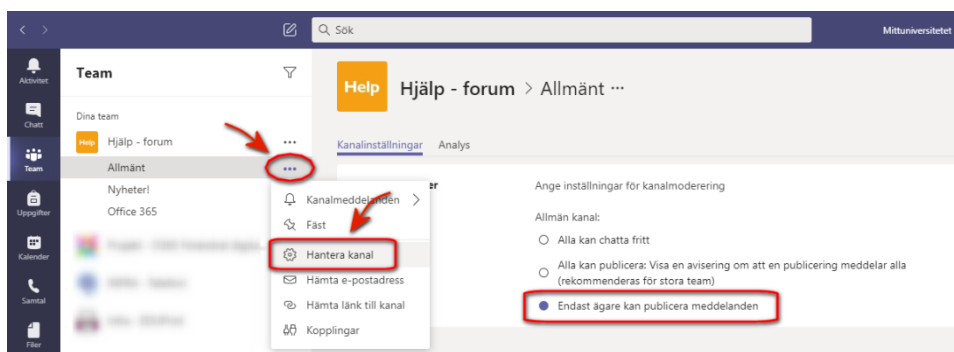 Sök
Mittuniversitetet
Aktivitet
Chatt
Team
Uppgifter
Kalender
Samtal
Filer
Team
Dina team
Help
Hjälp - forum
Allmänt
Nyheter!
Office 365
Kanalmeddelanden
Fäst
Hantera kanal
Hämta e-postadress
Hämta länk till kanal
Kopplingar
Help
Hjälp - forum > Allmänt ...
Kanalinställningar Analys
er
Ange inställningar för kanalmoderering
Allmän kanal:
Alla kan chatta fritt
Alla kan publicera: Visa en avisering om att en publicering meddelar alla
(rekommenderas för stora team)
Endast ägare kan publicera meddelanden